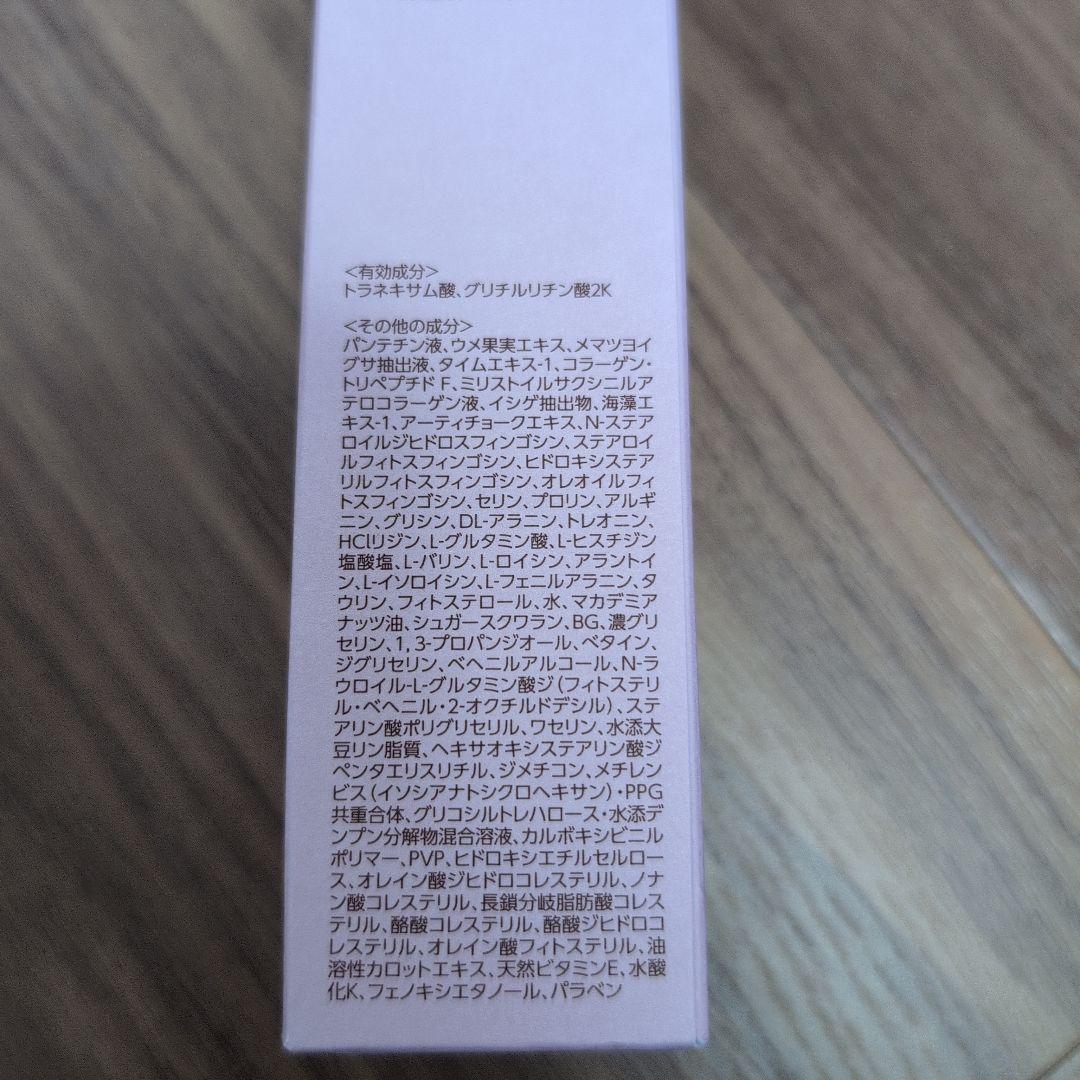 <有効成分>
トラネキサム酸、グリチルリチン酸2K
<その他の成分>
パンテチン液、ウメ果実エキス、メマツヨイ
グサ抽出液、タイムエキス-1、コラーゲン・
トリペプチド F、ミリストイルサクシニルア
テロコラーゲン液、イシゲ抽出物、海藻エ
キス-1、アーティチョークエキス、N-ステア
ロイルジヒドロスフィンゴシン、ステアロイ
ルフィトスフィンゴシン、ヒドロキシステア
リルフィトスフィンゴシン、オレオイルフィ
トスフィンゴシン、セリン、プロリン、アルギ
ニン、グリシン、DL-アラニン、トレオニン、
HClリジン、L-グルタミン酸、L-ヒスチジン
塩酸塩、L-バリン、L-ロイシン、アラントイ
ン、L-イソロイシン、L-フェニルアラニン、タ
ウリン、フィトステロール、水、マカデミア
ナッツ油、シュガースクワラン、BG、濃グリ
セリン、1, 3-プロパンジオール、ベタイン、
ジグリセリン、ベヘニルアルコール、N-ラ
ウロイル-L-グルタミン酸ジ（フィトステリ
ル・ベヘニル・2-オクチルドデシル）、ステ
アリン酸ポリグリセリル、ワセリン、水添大
豆リン脂質、ヘキサオキシステアリン酸ジ
ペンタエリスリチル、ジメチコン、メチレン
ビス（イソシアナトシクロヘキサン）・PPG
共重合体、グリコシルトレハロース・水添デ
ンプン分解物混合溶液、カルボキシビニル
ポリマー、PVP、ヒドロキシエチルセルロー
ス、オレイン酸ジヒドロコレステリル、ノナ
ン酸コレステリル、長鎖分岐脂肪酸コレス
テリル、酪酸コレステリル、酪酸ジヒドロコ
レステリル、オレイン酸フィトステリル、油
溶性カロットエキス、天然ビタミンE、水酸
化K、フェノキシエタノール、パラベン